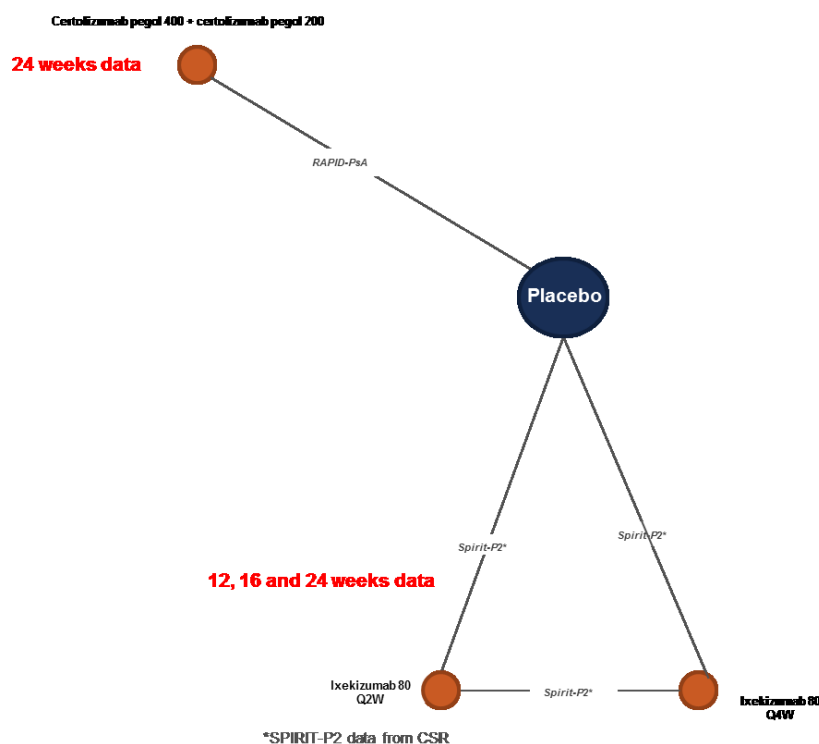 Certolizumab pegol 400 + certolizumab pegol 200
24 weeks data
RAPID-PsA
Placebo
Spirit-P2*
Spirit-P2*
12, 16 and 24 weeks data
Ixekizumab 80
Q2W
Spirit-P2*
Ixekizumab 80
Q4W
*SPIRIT-P2 data from CSR